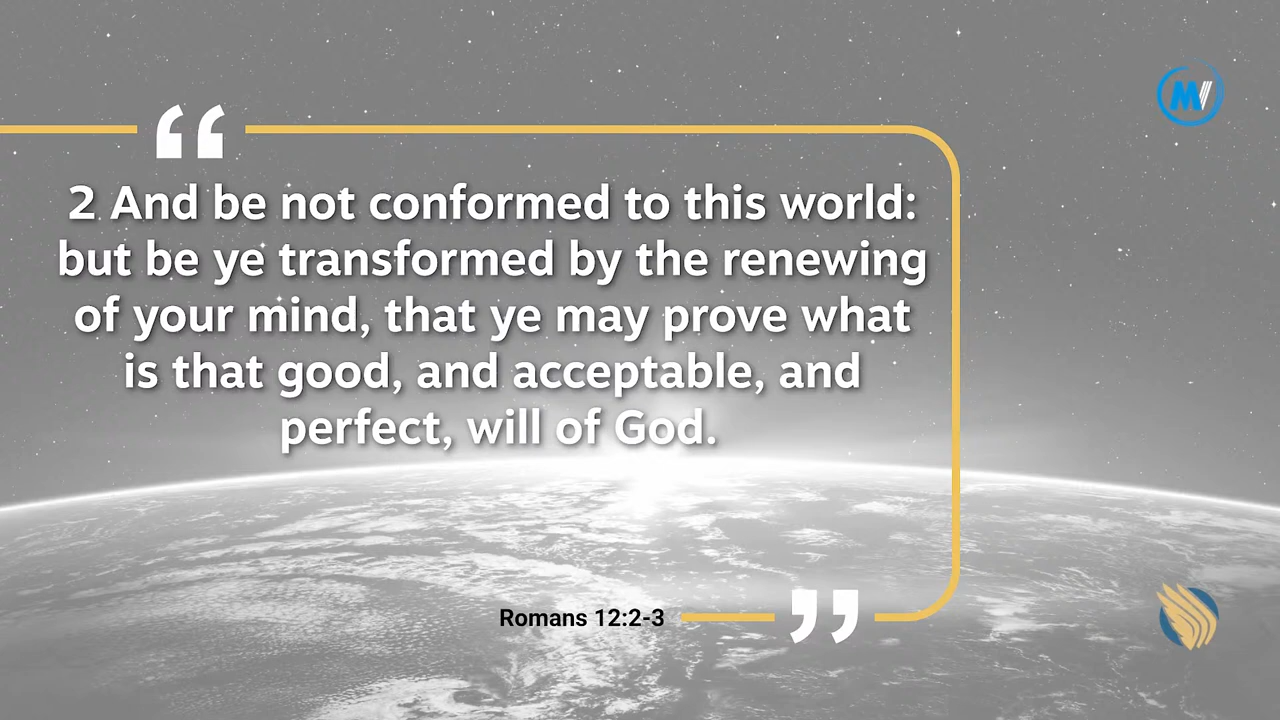 2 And be not conformed to this world:
but be ye transformed by the renewing
of your mind, that ye may prove what
is that good, and acceptable, and
perfect, will of God.
Romans 12:2-3